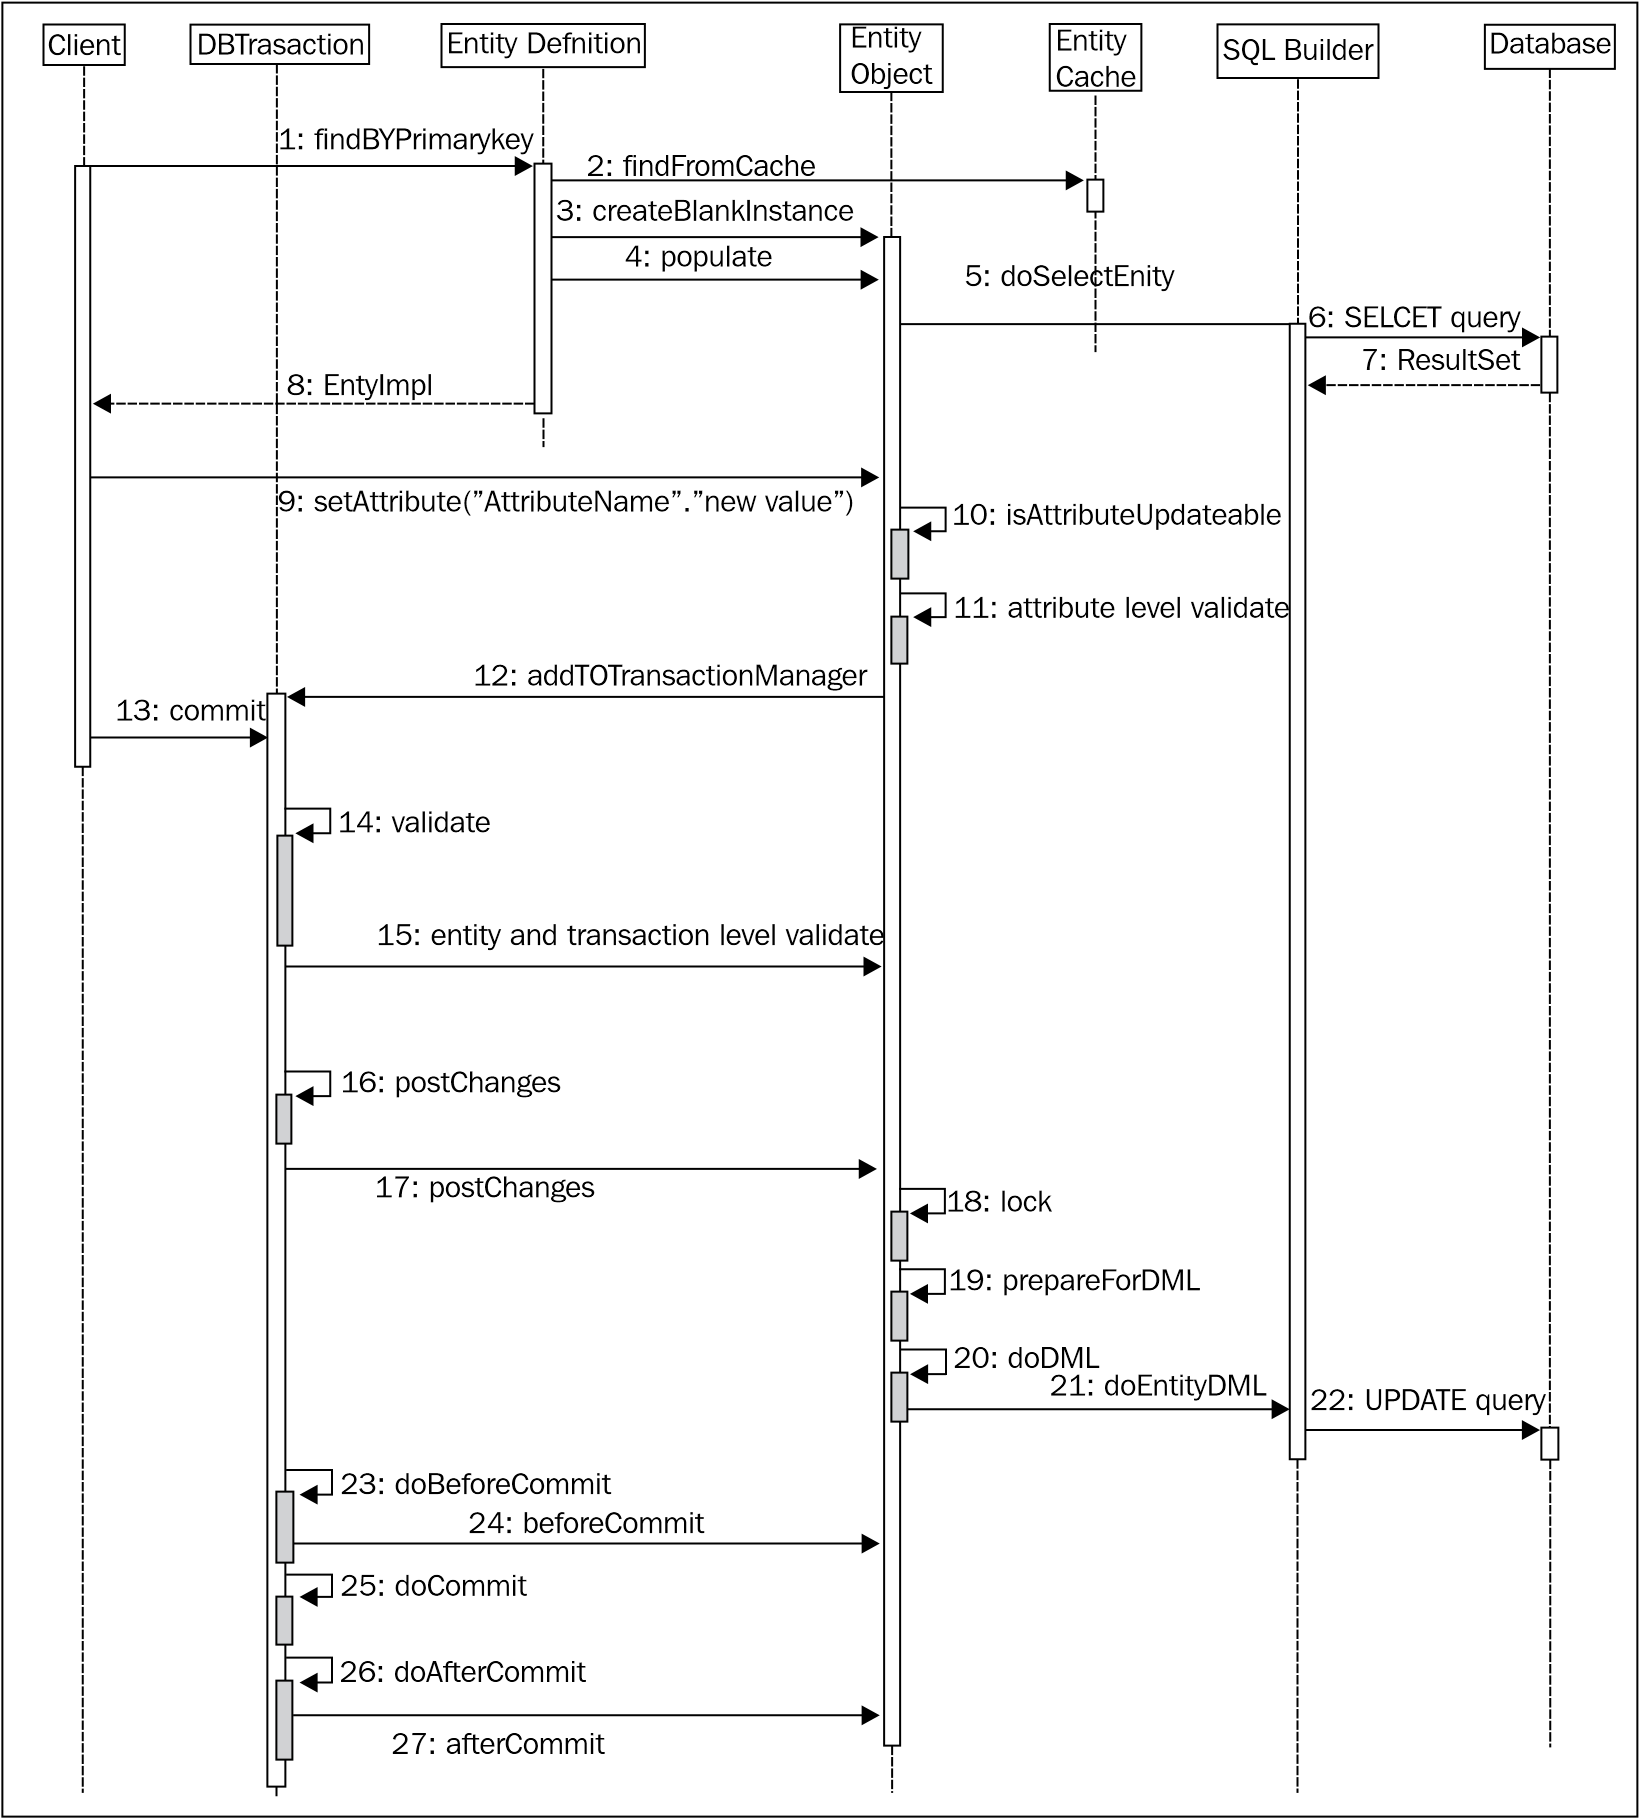 Client
DBTrasaction
Entity Defnition
Entity
Object
Entity
Cache
SQL Builder
Database
1: findBYPrimarykey
2: findFromCache
3: createBlankInstance
4: populate
5: doSelectEnity
6: SELCET query
7: ResultSet
8: EntyImpl
9: setAttribute(”AttributeName”.”new value”)
10: isAttributeUpdateable
11: attribute level validate
12: addTOTransactionManager
13: commit
14: validate
15: entity and transaction level validate
16: postChanges
17: postChanges
18: lock
19: prepareForDML
20: doDML
21: doEntityDML
22: UPDATE query
23: doBeforeCommit
24: beforeCommit
25: doCommit
26: doAfterCommit
27: afterCommit